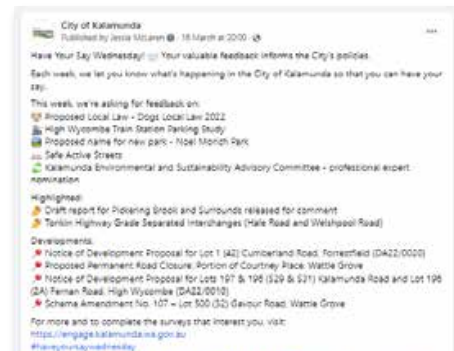 City of Kalamunda
Published by Jessie McLaren · 16 March at 20:00 ·
Have Your Say Wednesday! Your valuable feedback informs the City's policies.
Each week, we let you know what's happening in the City of Kalamunda so that you can have your
say.
This week, we're asking for feedback on:
Proposed Local Law - Dogs Local Law 2022
High Wycombe Train Station Parking Study
Proposed name for new park - Noel Morich Park
Safe Active Streets
Kalamunda Environmental and Sustainability Advisory Committee - professional expert
nomination
Highlighted:
Draft report for Pickering Brook and Surrounds released for comment
Tonkin Highway Grade Separated Interchanges (Hale Road and Welshpool Road)
Developments:
Notice of Development Proposal for Lot 1 (42) Cumberland Road, Forrestfield (DA22/0020)
Proposed Permanent Road Closure: Portion of Courtney Place, Wattle Grove
Notice of Development Proposal for Lots 197 & 198 (529 & 531) Kalamunda Road and Lot 196
(2A) Fernan Road, High Wycombe (DA22/0010)
Scheme Amendment No. 107 – Lot 500 (32) Gavour Road, Wattle Grove
For more and to complete the surveys that interest you, visit:
https://engage.kalamunda.wa.gov.au
#haveyoursaywednesday